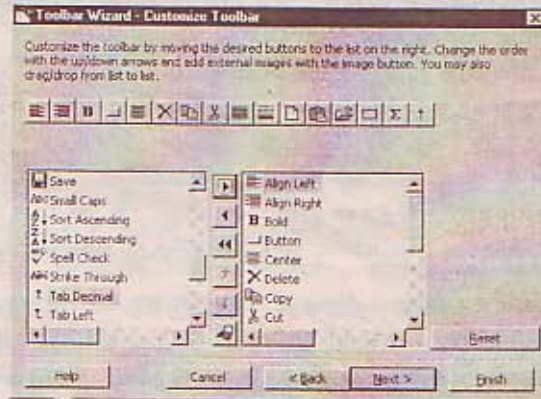 Toolbar Wizard - Customize Toolbar
Customize the toolbar by moving the desired buttons to the list on the right. Change the order
with the up/down arrows and add external images with the image button. You may also
drag/drop from list to list.
B Σ
Save
ABC Small Caps
A Z Sort Ascending
Z A Sort Descending
Spell Check
ABC Strike Through
Tab Decimal
Tab Left
Align Left
Align Right
B Bold
Button
Center
Delete
Copy
Cut
Reset
Help
Cancel
< Back
Next >
Finish